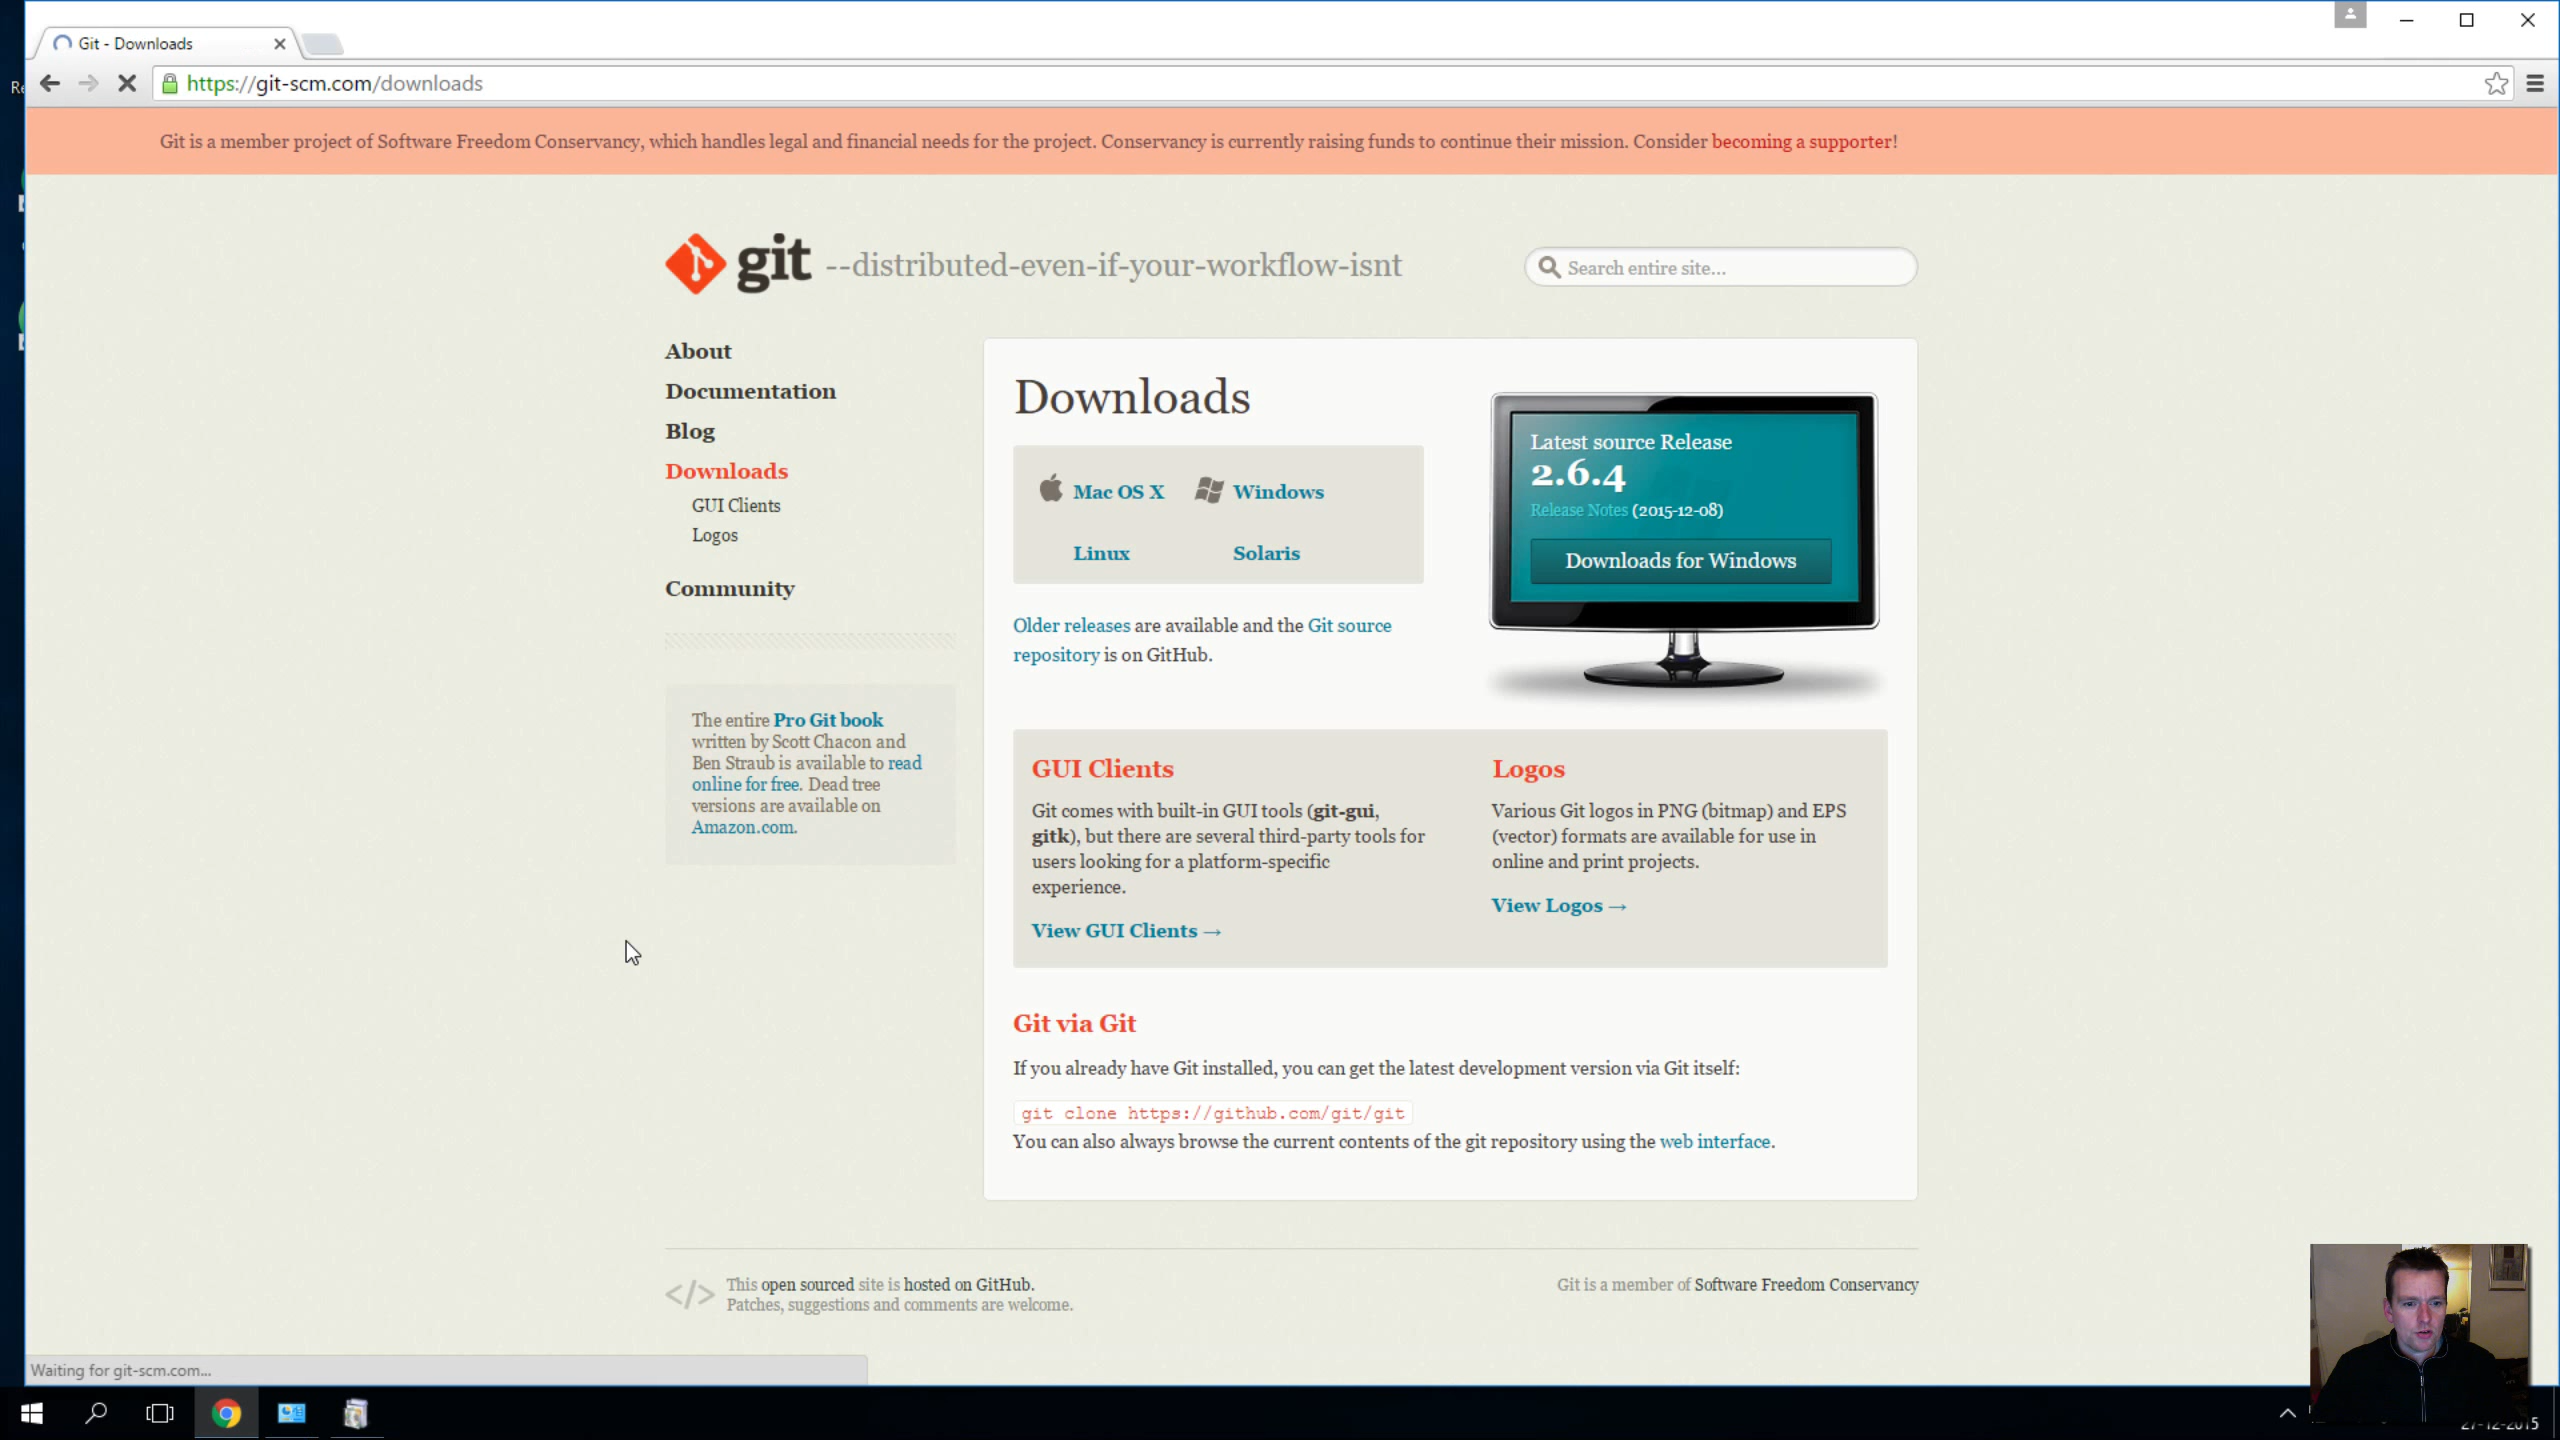 Git - Downloads
https://git-scm.com/downloads
Git is a member project of Software Freedom Conservancy, which handles legal and financial needs for the project. Conservancy is currently raising funds to continue their mission. Consider becoming a supporter!
git --distributed-even-if-your-workflow-isnt
Search entire site...
About
Documentation
Blog
Downloads
GUI Clients
Logos
Community
The entire Pro Git book
written by Scott Chacon and
Ben Straub is available to read
online for free. Dead tree
versions are available on
Amazon.com.
Downloads
Mac OS X Windows
Linux Solaris
Older releases are available and the Git source
repository is on GitHub.
Latest source Release
2.6.4
Release Notes (2015-12-08)
Downloads for Windows
GUI Clients
Git comes with built-in GUI tools (git-gui,
gitk), but there are several third-party tools for
users looking for a platform-specific
experience.
View GUI Clients →
Logos
Various Git logos in PNG (bitmap) and EPS
(vector) formats are available for use in
online and print projects.
View Logos →
Git via Git
If you already have Git installed, you can get the latest development version via Git itself:
git clone https://github.com/git/git
You can also always browse the current contents of the git repository using the web interface.
</> This open sourced site is hosted on GitHub.
Patches, suggestions and comments are welcome.
Git is a member of Software Freedom Conservancy
Waiting for git-scm.com...
27-12-2015